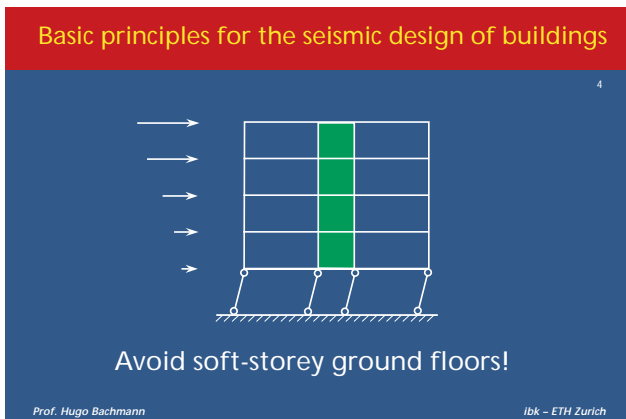 Basic principles for the seismic design of buildings
4
Avoid soft-storey ground floors!
Prof. Hugo Bachmann ibk – ETH Zurich